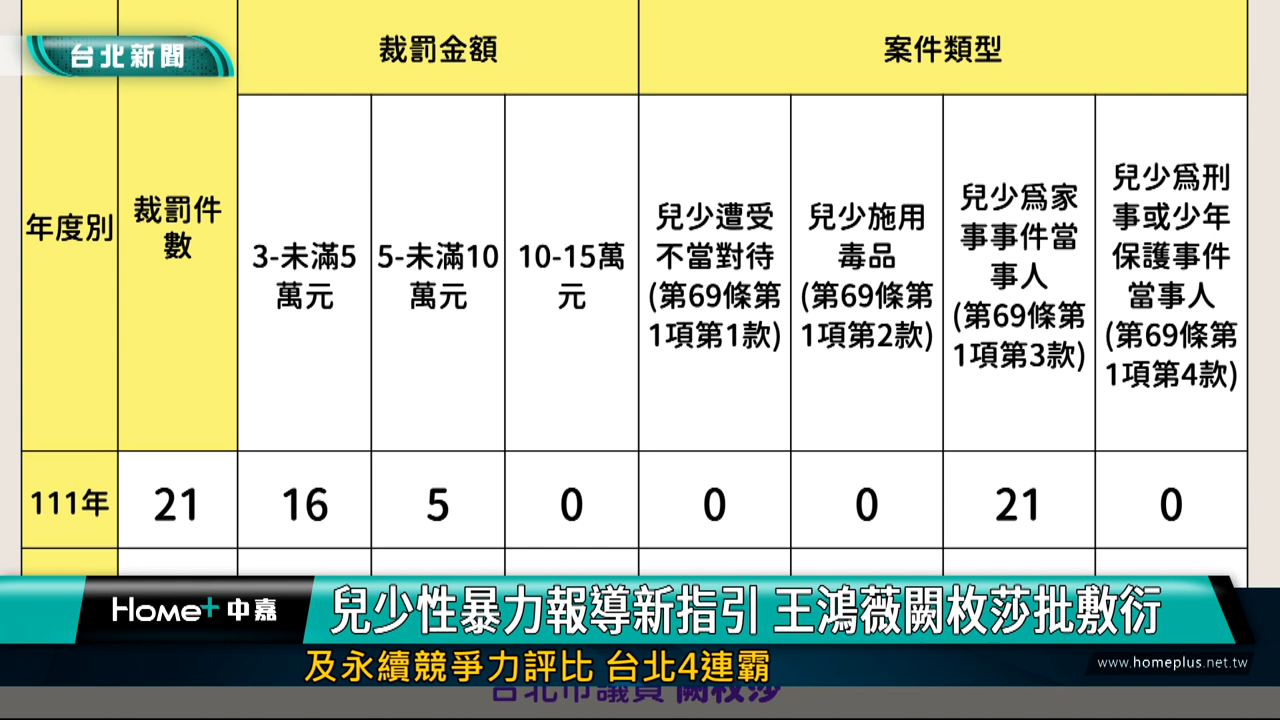 台北新聞
裁罰金額
案件類型
年度別
裁罰件
數
3-未滿5
萬元
5-未滿10
萬元
10-15萬
元
兒少遭受
不當對待
(第69條第
1項第1款)
兒少施用
毒品
(第69條第
1項第2款)
兒少為家
事事件當
事人
(第69條第
1項第3款)
兒少為刑
事或少年
保護事件
當事人
(第69條第
1項第4款)
111年
21
16
5
0
0
0
21
0
Home+中嘉
兒少性暴力報導新指引 王鴻薇闕枚莎批敷衍
及永續競爭力評比 台北4連霸
www.homeplus.net.tw
台北市議員 闕枚莎